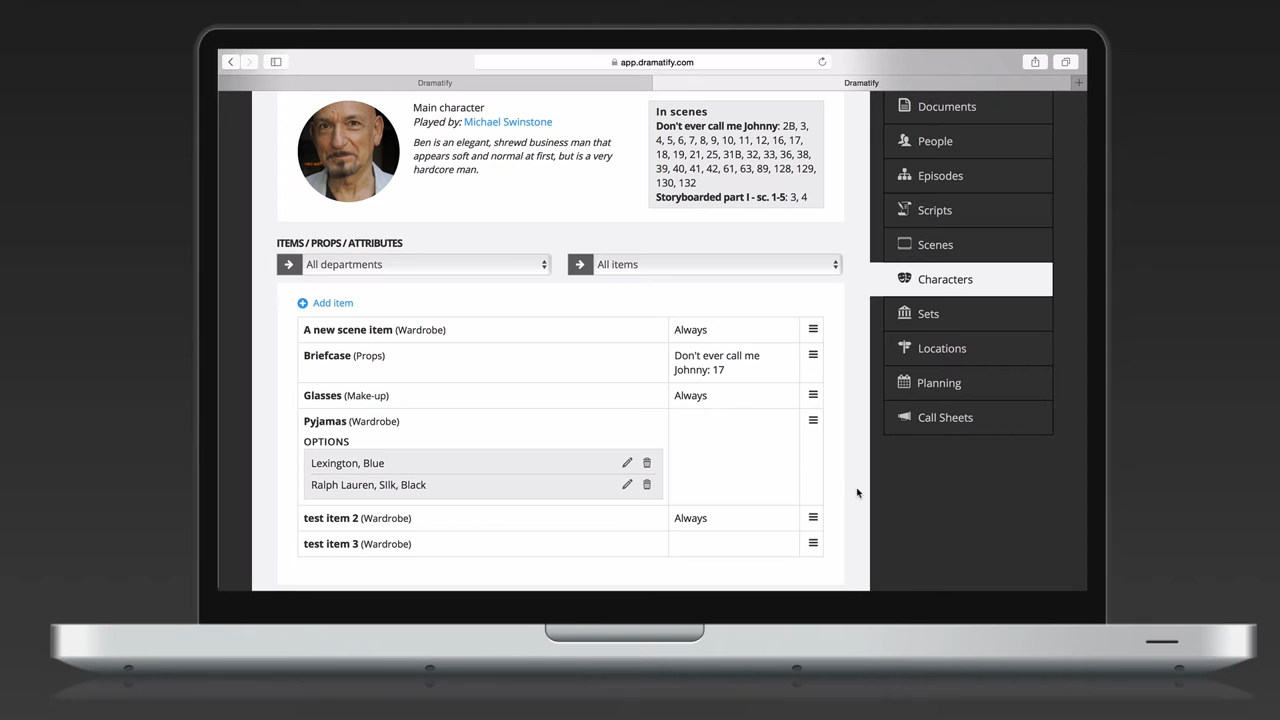 app.dramatify.com
Dramatify
Dramatify
Main character
Played by: Michael Swinstone
Ben is an elegant, shrewd business man that
appears soft and normal at first, but is a very
hardcore man.
In scenes
Don't ever call me Johnny: 2B, 3,
4, 5, 6, 7, 8, 9, 10, 11, 12, 16, 17,
18, 19, 21, 25, 31B, 32, 33, 36, 38,
39, 40, 41, 42, 61, 63, 89, 128, 129,
130, 132
Storyboarded part I - sc. 1-5: 3, 4
ITEMS / PROPS / ATTRIBUTES
All departments
All items
Add item
A new scene item (Wardrobe)
Always
Briefcase (Props)
Don't ever call me
Johnny: 17
Glasses (Make-up)
Always
Pyjamas (Wardrobe)
OPTIONS
Lexington, Blue
Ralph Lauren, SIlk, Black
test item 2 (Wardrobe)
Always
test item 3 (Wardrobe)
Documents
People
Episodes
Scripts
Scenes
Characters
Sets
Locations
Planning
Call Sheets